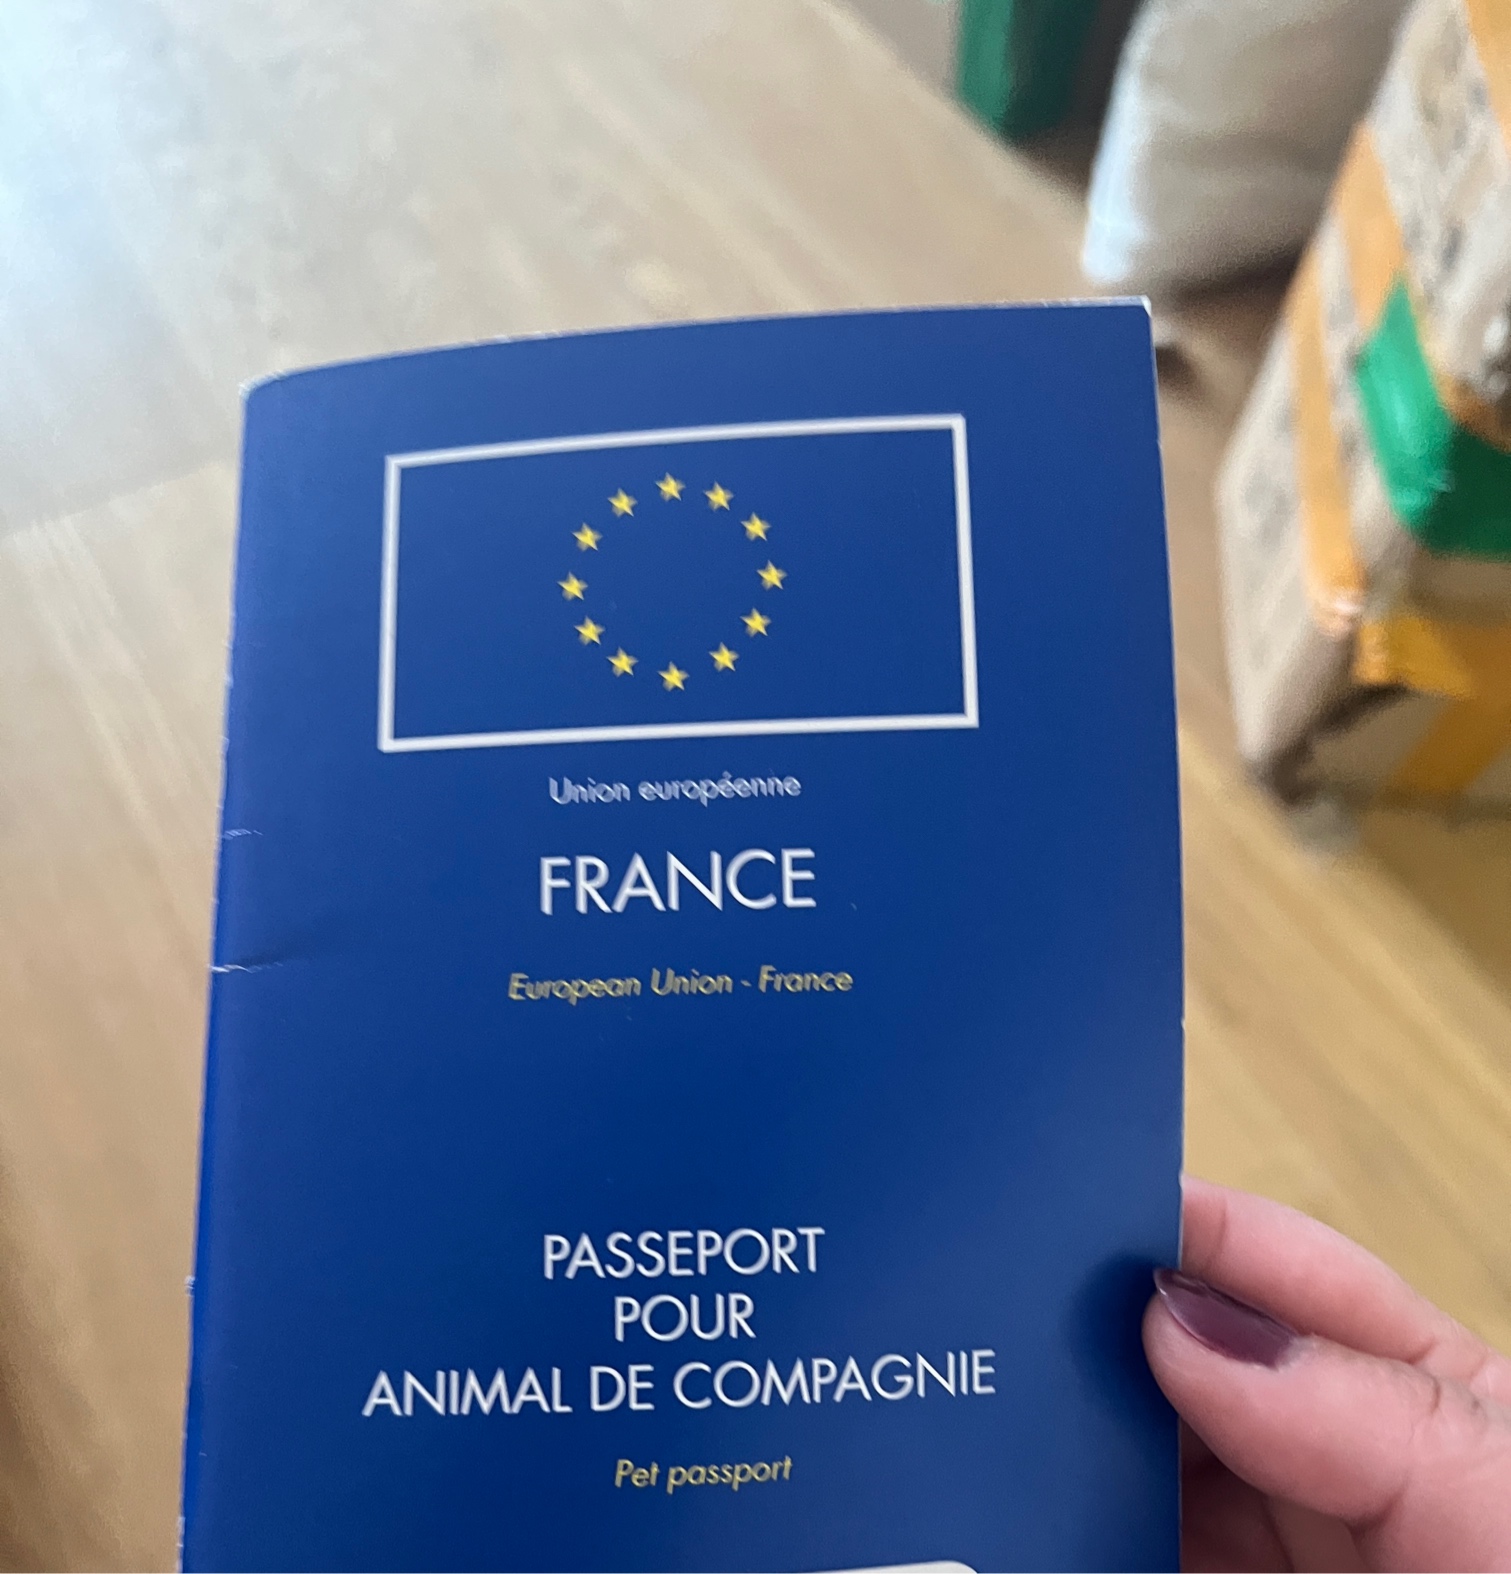 Union européenne
FRANCE
European Union - France
PASSEPORT
POUR
ANIMAL DE COMPAGNIE
Pet passport